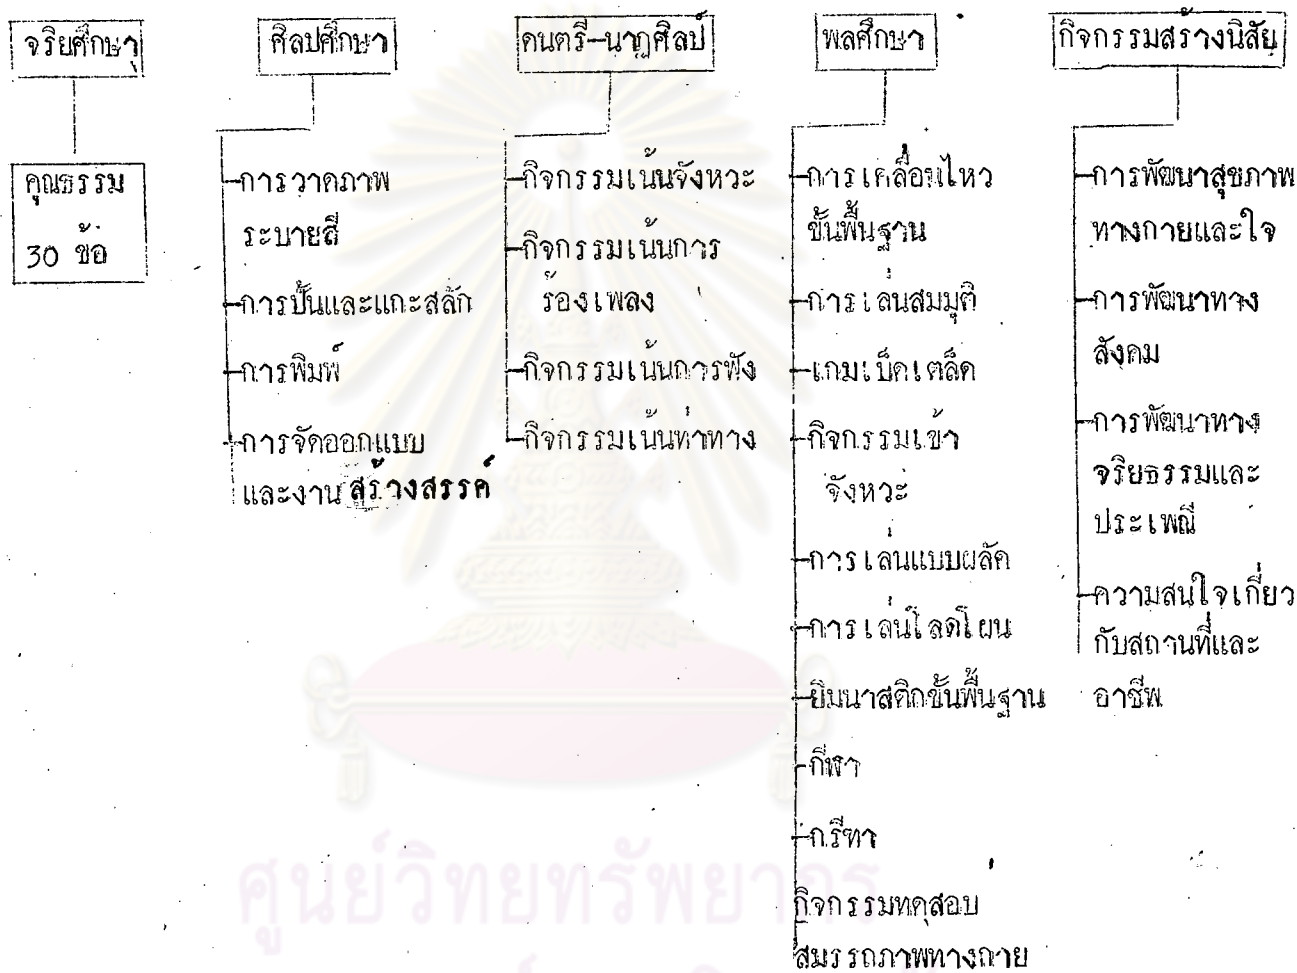 จริยศึกษา
คุณธรรม
30 ข้อ
ศิลปศึกษา
การวาดภาพ
ระบายสี
การปั้นและแกะสลัก
การพิมพ์
การจัดออกแบบ
และงานสร้างสรรค์
ดนตรี-นาฏศิลป์
กิจกรรมเน้นจังหวะ
กิจกรรมเน้นการ
ร้องเพลง
กิจกรรมเน้นการฟัง
กิจกรรมเน้นท่าทาง
พลศึกษา
การเคลื่อนไหว
ขั้นพื้นฐาน
การเล่นสมมุติ
เกมเบ็ดเตล็ด
กิจกรรมเข้า
จังหวะ
การเล่นแบบผลัด
การเล่นโลดโผน
ยิมนาสติกขั้นพื้นฐาน
กีฬา
กรีฑา
กิจกรรมทดสอบ
สมรรถภาพทางกาย
กิจกรรมสร้างนิสัย
การพัฒนาสุขภาพ
ทางกายและใจ
การพัฒนาทาง
สังคม
การพัฒนาทาง
จริยธรรมและ
ประเพณี
ความสนใจเกี่ยว
กับสถานที่และ
อาชีพ
ศูนย์วิทยทรัพยากร